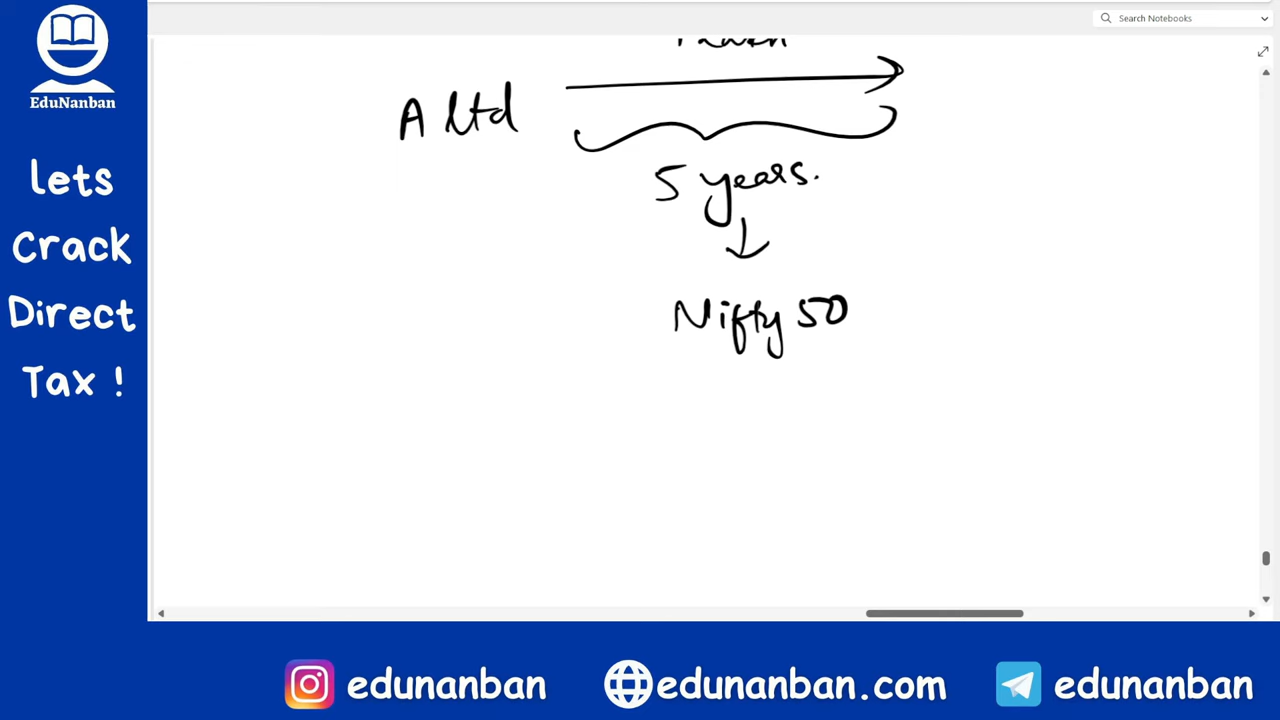 Search Notebooks
EduNanban
Lets
Crack
Direct
Tax !
A Ltd
5 years.
Nifty 50
edunanban
edunanban.com
edunanban